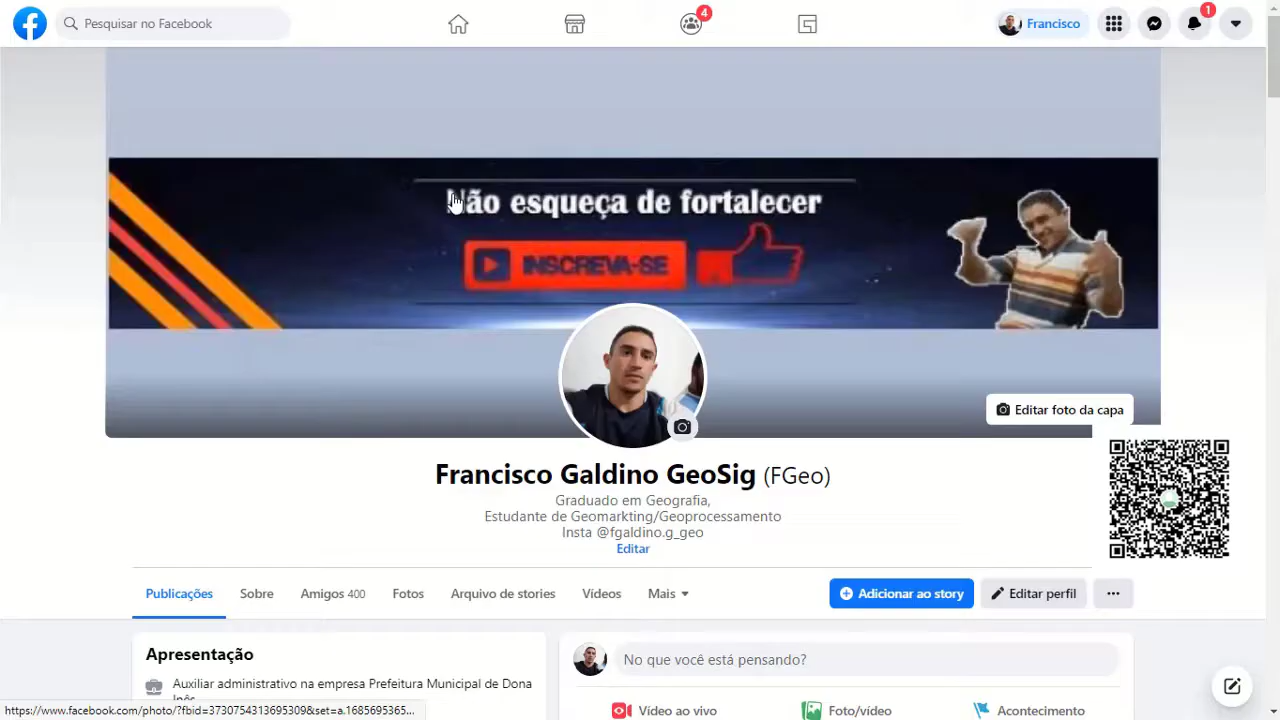 Pesquisar no Facebook
4
Francisco
1
Não esqueça de fortalecer
INSCREVA-SE
Editar foto da capa
Francisco Galdino GeoSig (FGeo)
Graduado em Geografia,
Estudante de Geomarkting/Geoprocessamento
Insta @fgaldino.g_geo
Editar
Publicações Sobre Amigos 400 Fotos Arquivo de stories Vídeos Mais
Adicionar ao story
Editar perfil
Apresentação
Auxiliar administrativo na empresa Prefeitura Municipal de Dona
Inês
No que você está pensando?
Vídeo ao vivo
Foto/vídeo
Acontecimento
https://www.facebook.com/photo/?fbid=3730754313695309&set=a.1685695365...